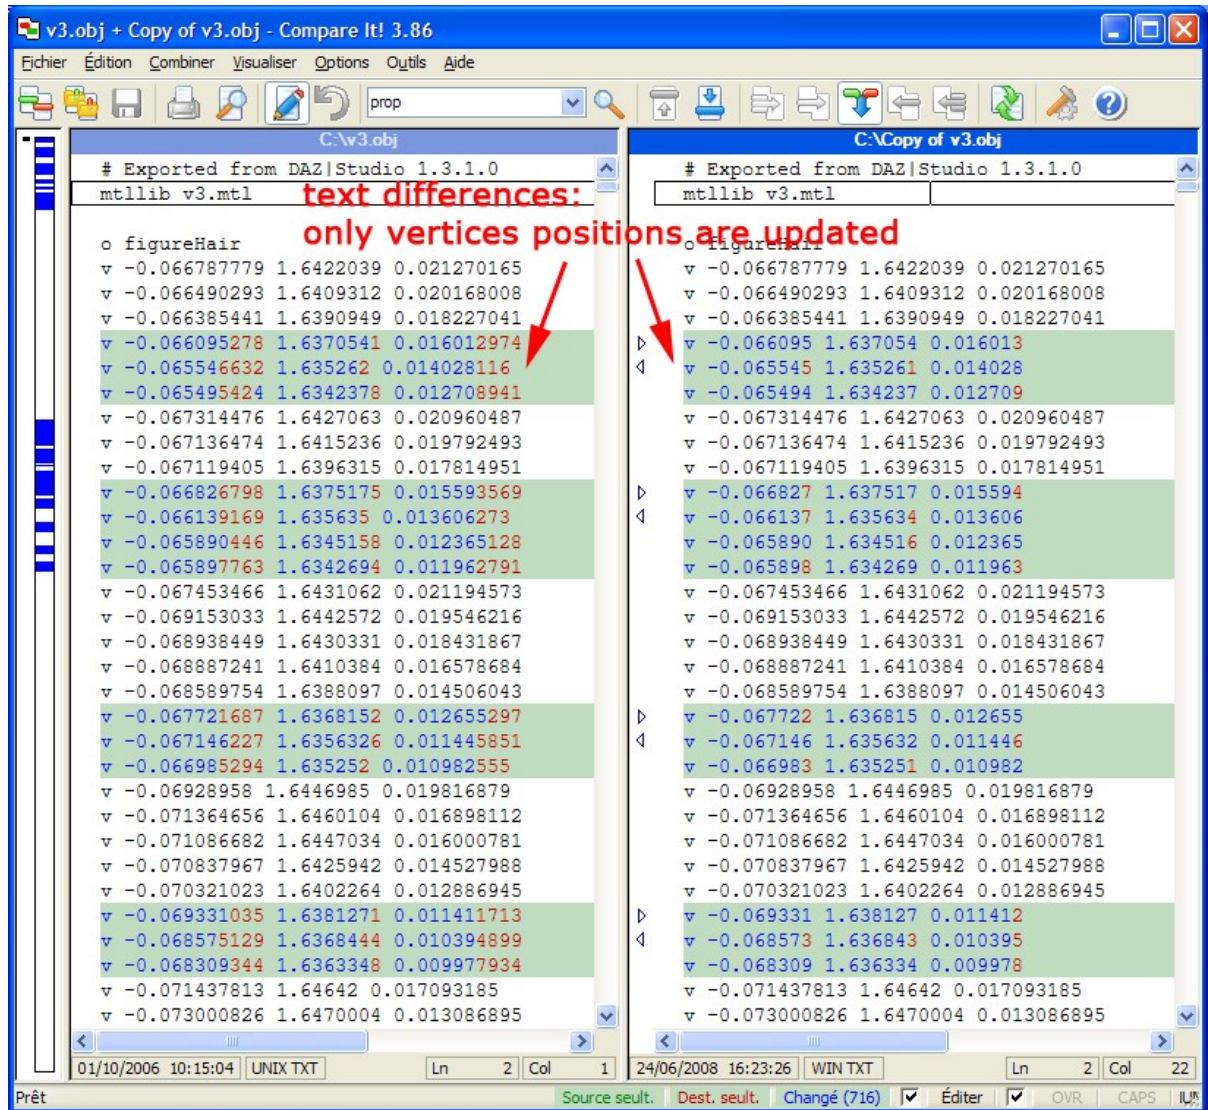 v3.obj + Copy of v3.obj - Compare It! 3.86
Fichier Édition Combiner Visualiser Options Outils Aide
prop
C:\v3.obj
# Exported from DAZ|Studio 1.3.1.0
mtllib v3.mtl
o figureHair
v -0.066787779 1.6422039 0.021270165
v -0.066490293 1.6409312 0.020168008
v -0.066385441 1.6390949 0.018227041
v -0.066095278 1.6370541 0.016012974
v -0.065546632 1.635262 0.014028116
v -0.065495424 1.6342378 0.012708941
v -0.067314476 1.6427063 0.020960487
v -0.067136474 1.6415236 0.019792493
v -0.067119405 1.6396315 0.017814951
v -0.066826798 1.6375175 0.015593569
v -0.066139169 1.635635 0.013606273
v -0.065890446 1.6345158 0.012365128
v -0.065897763 1.6342694 0.011962791
v -0.067453466 1.6431062 0.021194573
v -0.069153033 1.6442572 0.019546216
v -0.068938449 1.6430331 0.018431867
v -0.068887241 1.6410384 0.016578684
v -0.068589754 1.6388097 0.014506043
v -0.067721687 1.6368152 0.012655297
v -0.067146227 1.6356326 0.011445851
v -0.066985294 1.635252 0.010982555
v -0.06928958 1.6446985 0.019816879
v -0.071364656 1.6460104 0.016898112
v -0.071086682 1.6447034 0.016000781
v -0.070837967 1.6425942 0.014527988
v -0.070321023 1.6402264 0.012886945
v -0.069331035 1.6381271 0.011411713
v -0.068575129 1.6368444 0.010394899
v -0.068309344 1.6363348 0.009977934
v -0.071437813 1.64642 0.017093185
v -0.073000826 1.6470004 0.013086895
text differences:
only vertices positions are updated
C:\Copy of v3.obj
# Exported from DAZ|Studio 1.3.1.0
mtllib v3.mtl
o figureHair
v -0.066787779 1.6422039 0.021270165
v -0.066490293 1.6409312 0.020168008
v -0.066385441 1.6390949 0.018227041
v -0.066095 1.637054 0.016013
v -0.065545 1.635261 0.014028
v -0.065494 1.634237 0.012709
v -0.067314476 1.6427063 0.020960487
v -0.067136474 1.6415236 0.019792493
v -0.067119405 1.6396315 0.017814951
v -0.066827 1.637517 0.015594
v -0.066137 1.635634 0.013606
v -0.065890 1.634516 0.012365
v -0.065898 1.634269 0.011963
v -0.067453466 1.6431062 0.021194573
v -0.069153033 1.6442572 0.019546216
v -0.068938449 1.6430331 0.018431867
v -0.068887241 1.6410384 0.016578684
v -0.068589754 1.6388097 0.014506043
v -0.067722 1.636815 0.012655
v -0.067146 1.635632 0.011446
v -0.066983 1.635251 0.010982
v -0.06928958 1.6446985 0.019816879
v -0.071364656 1.6460104 0.016898112
v -0.071086682 1.6447034 0.016000781
v -0.070837967 1.6425942 0.014527988
v -0.070321023 1.6402264 0.012886945
v -0.069331 1.638127 0.011412
v -0.068573 1.636843 0.010395
v -0.068309 1.636334 0.009978
v -0.071437813 1.64642 0.017093185
v -0.073000826 1.6470004 0.013086895
01/10/2006 10:15:04 UNIX TXT Ln 2 Col 1
24/06/2008 16:23:26 WIN TXT Ln 2 Col 22
Prêt Source seult. Dest. seult. Changé (716) Éditer OVR CAPS